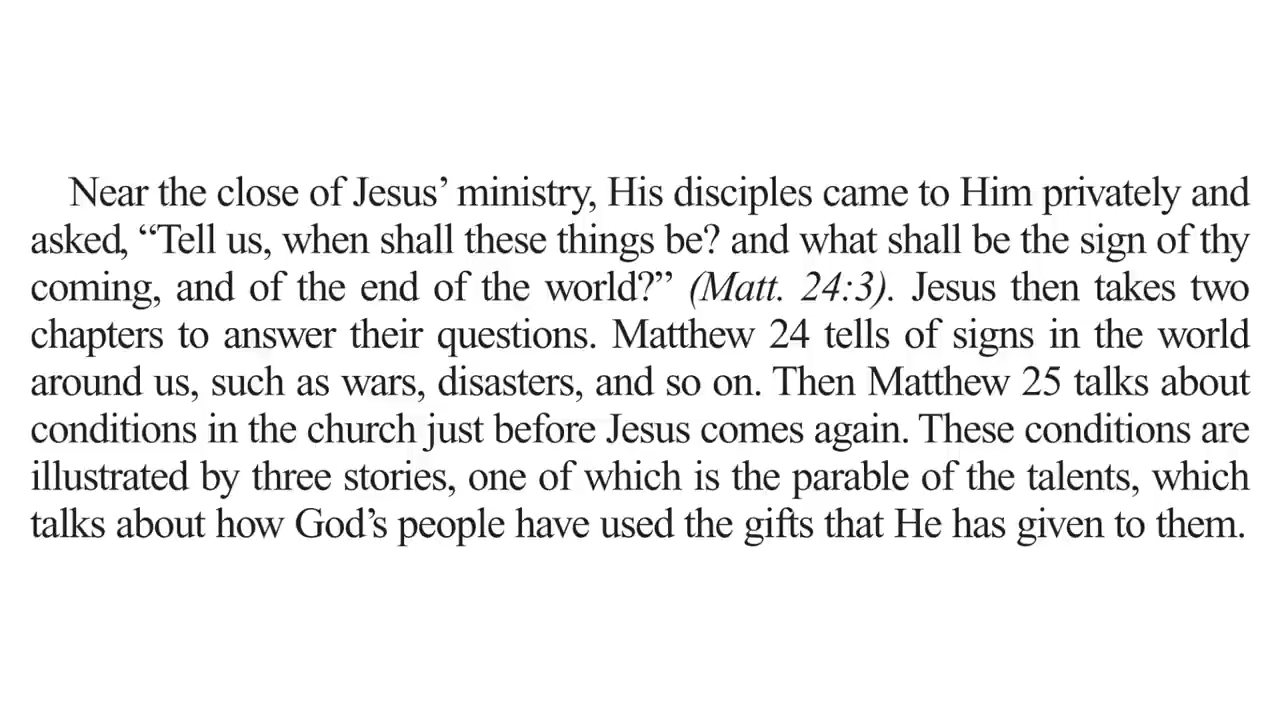 Near the close of Jesus’ ministry, His disciples came to Him privately and
asked, “Tell us, when shall these things be? and what shall be the sign of thy
coming, and of the end of the world?” (Matt. 24:3). Jesus then takes two
chapters to answer their questions. Matthew 24 tells of signs in the world
around us, such as wars, disasters, and so on. Then Matthew 25 talks about
conditions in the church just before Jesus comes again. These conditions are
illustrated by three stories, one of which is the parable of the talents, which
talks about how God’s people have used the gifts that He has given to them.